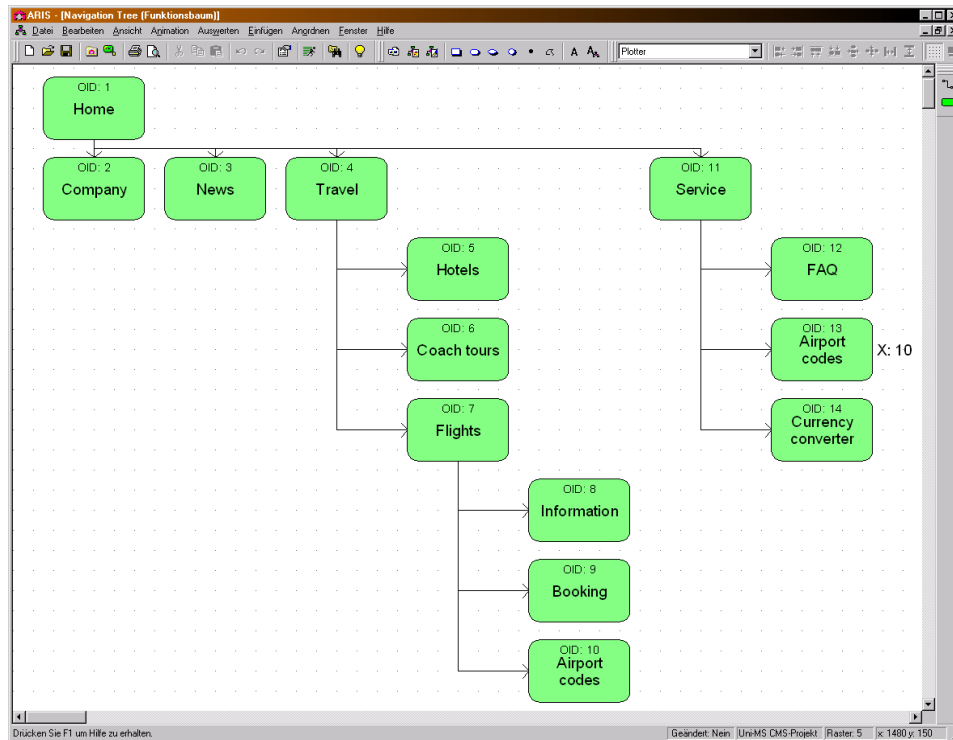 ARIS - [Navigation Tree (Funktionsbaum)]
Datei Bearbeiten Ansicht Animation Auswerten Einfügen Angrdnen Fenster Hilfe
Plotter
OID: 1
Home
OID: 2
Company
OID: 3
News
OID: 4
Travel
OID: 11
Service
OID: 5
Hotels
OID: 12
FAQ
OID: 6
Coach tours
OID: 13
Airport
codes
X: 10
OID: 7
Flights
OID: 14
Currency
converter
OID: 8
Information
OID: 9
Booking
OID: 10
Airport
codes
Drücken Sie F1 um Hilfe zu erhalten.
Geändert: Nein Uni-MS CMS-Projekt Raster: 5 x: 1480 y: 150